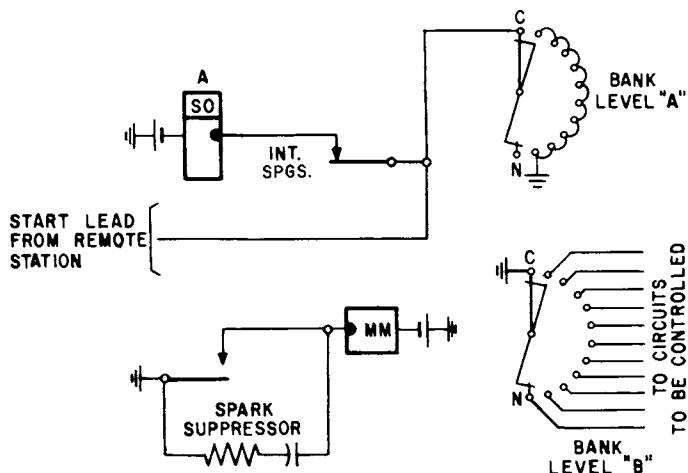 C
A
SO
BANK
LEVEL "A"
INT.
SPGS.
N
START LEAD
FROM REMOTE
STATION
C
MM
TO CIRCUITS
TO BE CONTROLLED
SPARK
SUPPRESSOR
N
BANK
LEVEL "B"